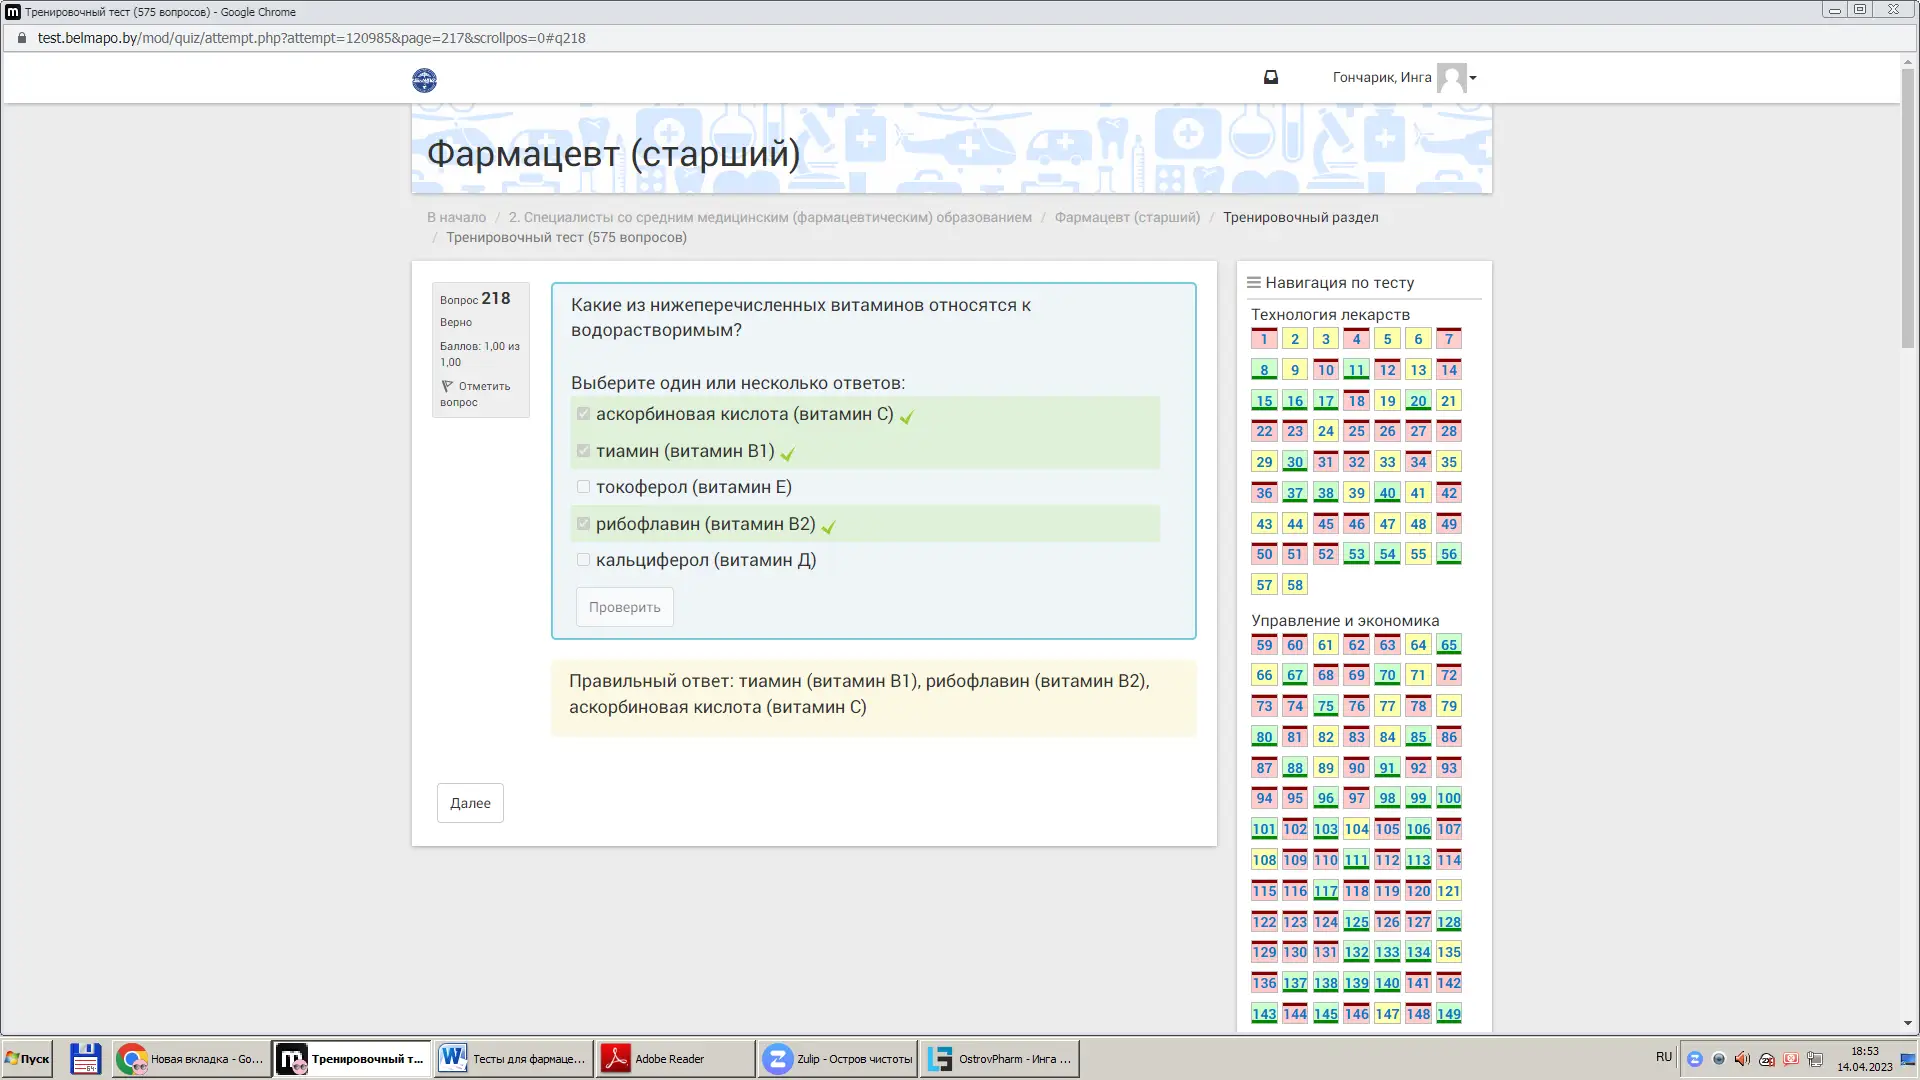 Тренировочный тест (575 вопросов) - Google Chrome
test.belmapo.by/mod/quiz/attempt.php?attempt=120985&page=217&scrollpos=0#q218
Гончарик, Инга
Фармацевт (старший)
В начало / 2. Специалисты со средним медицинским (фармацевтическим) образованием / Фармацевт (старший) / Тренировочный раздел
/ Тренировочный тест (575 вопросов)
Вопрос 218
Верно
Баллов: 1,00 из
1,00
Отметить
вопрос
Какие из нижеперечисленных витаминов относятся к
водорастворимым?
Выберите один или несколько ответов:
аскорбиновая кислота (витамин С)
тиамин (витамин В1)
токоферол (витамин Е)
рибофлавин (витамин В2)
кальциферол (витамин Д)
Проверить
Правильный ответ: тиамин (витамин В1), рибофлавин (витамин В2),
аскорбиновая кислота (витамин С)
Далее
Навигация по тесту
Технология лекарств
1 2 3 4 5 6 7
8 9 10 11 12 13 14
15 16 17 18 19 20 21
22 23 24 25 26 27 28
29 30 31 32 33 34 35
36 37 38 39 40 41 42
43 44 45 46 47 48 49
50 51 52 53 54 55 56
57 58
Управление и экономика
59 60 61 62 63 64 65
66 67 68 69 70 71 72
73 74 75 76 77 78 79
80 81 82 83 84 85 86
87 88 89 90 91 92 93
94 95 96 97 98 99 100
101 102 103 104 105 106 107
108 109 110 111 112 113 114
115 116 117 118 119 120 121
122 123 124 125 126 127 128
129 130 131 132 133 134 135
136 137 138 139 140 141 142
143 144 145 146 147 148 149
Пуск
Новая вкладка - Go...
Тренировочный т...
Тесты для фармаце...
Adobe Reader
Zulip - Остров чистоты
OstrovPharm - Инга ...
RU
18:53
14.04.2023